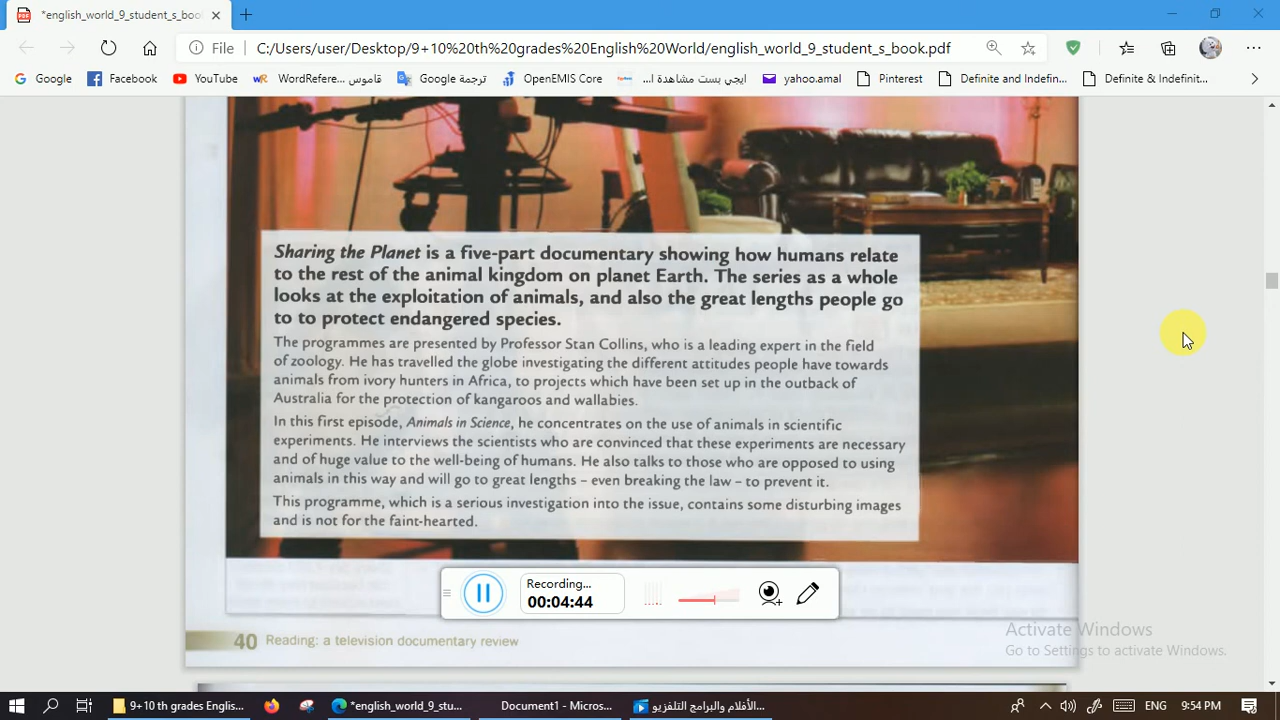 *english_world_9_student_s_boo
File
C:/Users/user/Desktop/9+10%20th%20grades%20English%20World/english_world_9_student_s_book.pdf
Google
Facebook
YouTube
WordRefere... قاموس
Google ترجمة
OpenEMIS Core
ايجي بست مشاهدة ا...
yahoo.amal
Pinterest
Definite and Indefin...
Definite & Indefinit...
Sharing the Planet is a five-part documentary showing how humans relate
to the rest of the animal kingdom on planet Earth. The series as a whole
looks at the exploitation of animals, and also the great lengths people go
to to protect endangered species.
The programmes are presented by Professor Stan Collins, who is a leading expert in the field
of zoology. He has travelled the globe investigating the different attitudes people have towards
animals from ivory hunters in Africa, to projects which have been set up in the outback of
Australia for the protection of kangaroos and wallabies.
In this first episode, Animals in Science, he concentrates on the use of animals in scientific
experiments. He interviews the scientists who are convinced that these experiments are necessary
and of huge value to the well-being of humans. He also talks to those who are opposed to using
animals in this way and will go to great lengths – even breaking the law – to prevent it.
This programme, which is a serious investigation into the issue, contains some disturbing images
and is not for the faint-hearted.
Recording...
00:04:44
40 Reading: a television documentary review
Activate Windows
Go to Settings to activate Windows.
9+10 th grades Englis...
*english_world_9_stu...
Document1 - Micros...
الأفلام والبرامج التلفزيو...
ENG
9:54 PM